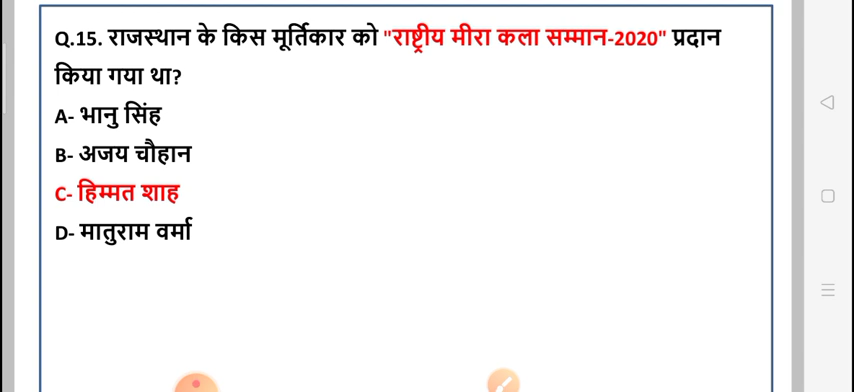 Q.15. राजस्थान के किस मूर्तिकार को "राष्ट्रीय मीरा कला सम्मान-2020" प्रदान
किया गया था?
A- भानु सिंह
B- अजय चौहान
C- हिम्मत शाह
D- मातुराम वर्मा